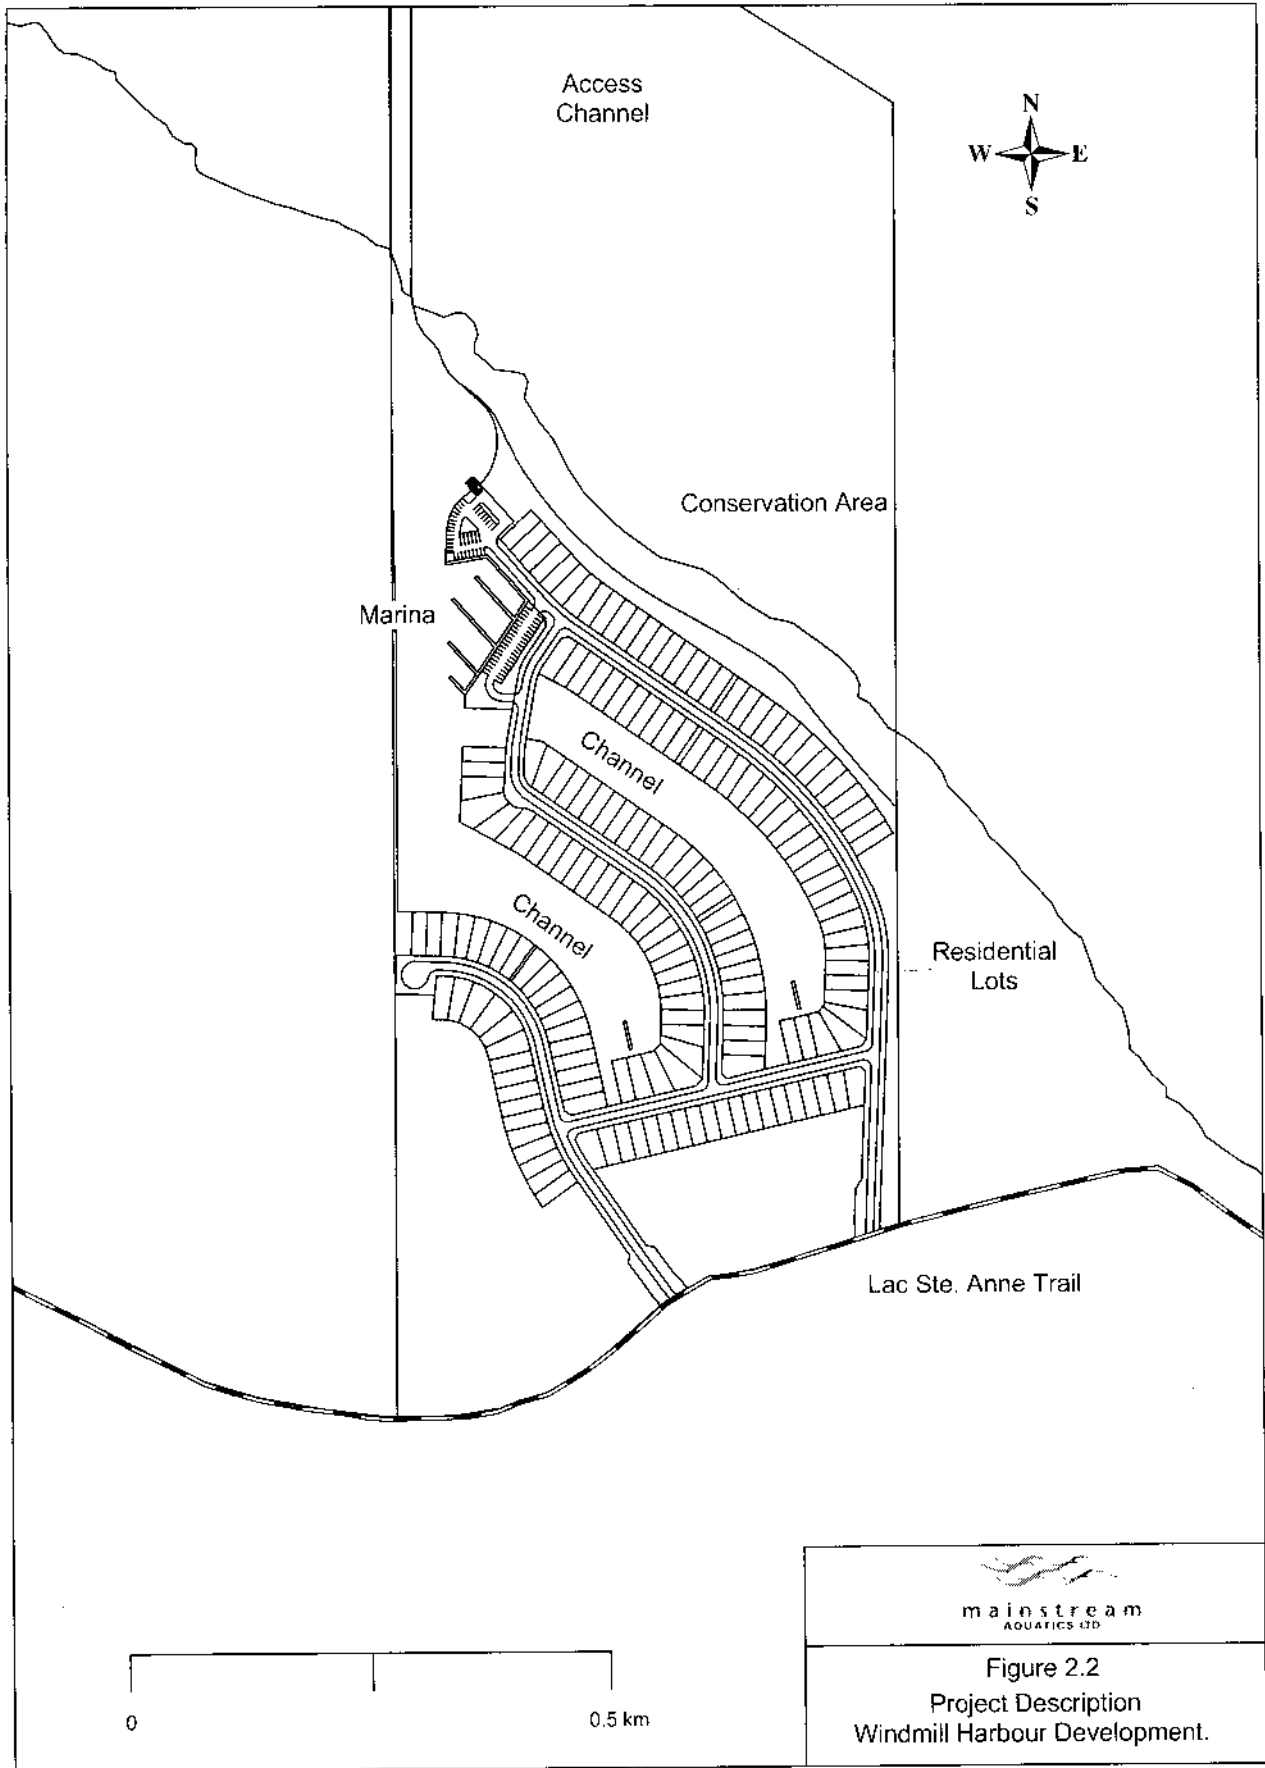 Access
Channel
N
W E
S
Conservation Area
Marina
Channel
Channel
Residential
Lots
Lac Ste. Anne Trail
mainstream
AQUATICS LTD
Figure 2.2
Project Description
Windmill Harbour Development.
0 0.5 km